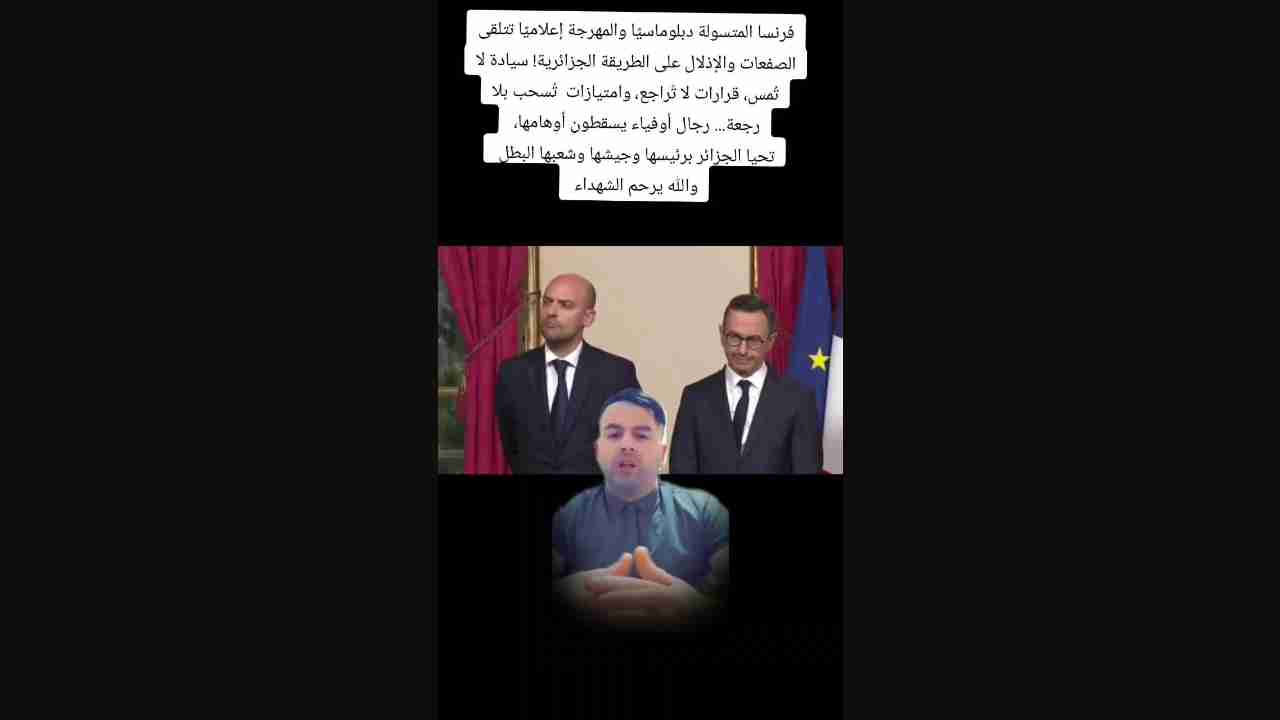 فرنسا المتسولة دبلوماسيًا والمهرجة إعلاميًا تتلقى
الصفعات والإذلال على الطريقة الجزائرية! سيادة لا
تُمس، قرارات لا تُراجع، وامتيازات تُسحب بلا
رجعة... رجال أوفياء يسقطون أوهامها،
تحيا الجزائر برئيسها وجيشها وشعبها البطل
والله يرحم الشهداء